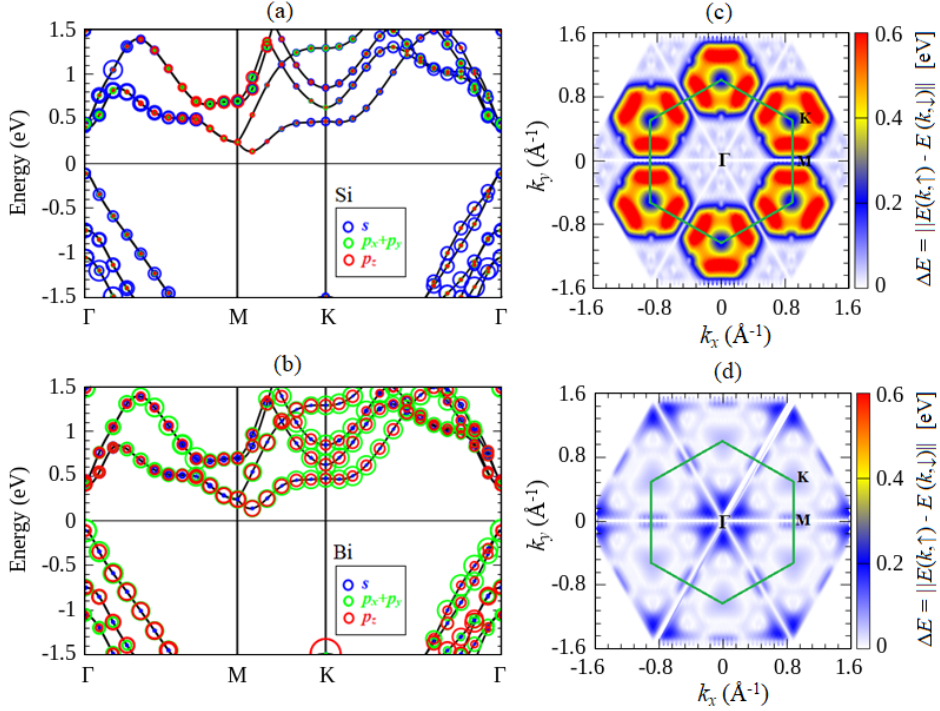 (a)
1.5
1
0.5
0
-0.5
-1
-1.5
Energy (eV)
Si
s
px+py
pz
Γ M K Γ
(c)
1.6
0.8
0
-0.8
-1.6
ky (Å-1)
K
Γ
M
-1.6 -0.8 0 0.8 1.6
kx (Å-1)
0.6
0.4
0.2
0
ΔE = ||E(k,↑) - E (k,↓)|| [eV]
(b)
1.5
1
0.5
0
-0.5
-1
-1.5
Energy (eV)
Bi
s
px+py
pz
Γ M K Γ
(d)
1.6
0.8
0
-0.8
-1.6
ky (Å-1)
K
Γ
M
-1.6 -0.8 0 0.8 1.6
kx (Å-1)
0.6
0.4
0.2
0
ΔE = ||E(k,↑) - E (k,↓)|| [eV]